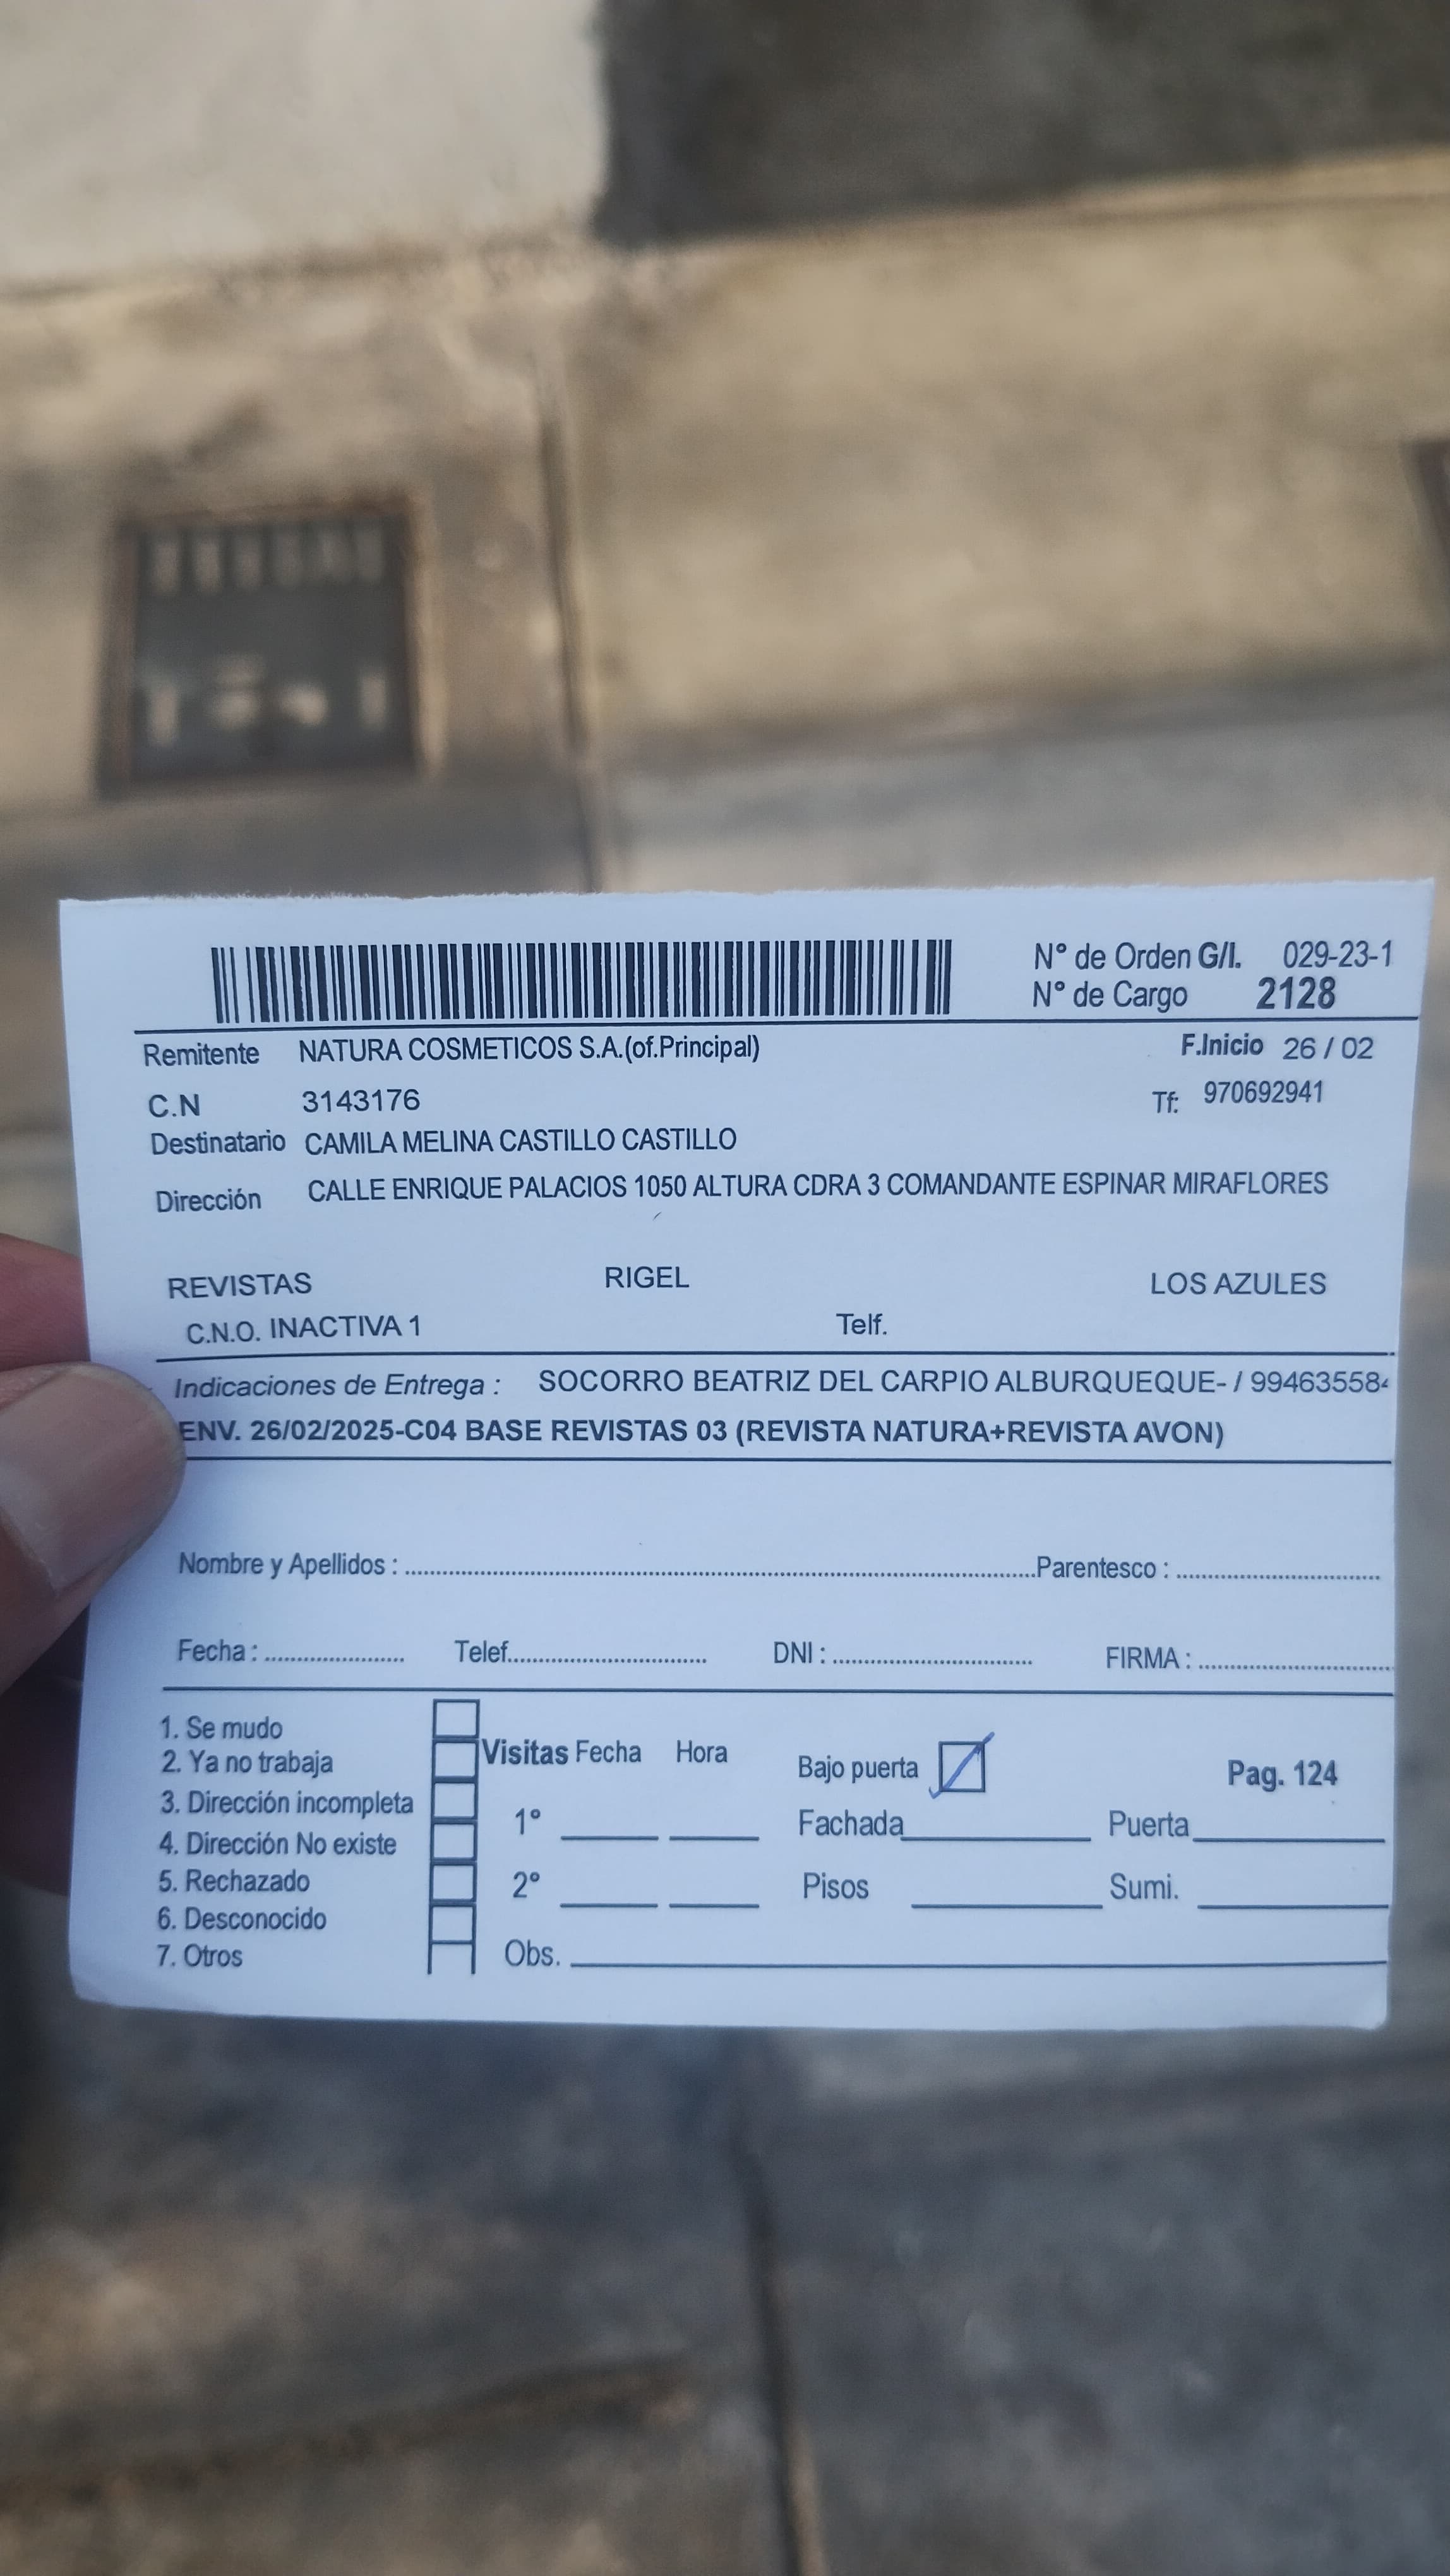 N° de Orden G/I. 029-23-1
N° de Cargo 2128
Remitente NATURA COSMETICOS S.A.(of.Principal) F.Inicio 26 / 02
C.N 3143176 Tf: 970692941
Destinatario CAMILA MELINA CASTILLO CASTILLO
Dirección CALLE ENRIQUE PALACIOS 1050 ALTURA CDRA 3 COMANDANTE ESPINAR MIRAFLORES
REVISTAS RIGEL LOS AZULES
C.N.O. INACTIVA 1 Telf.
Indicaciones de Entrega : SOCORRO BEATRIZ DEL CARPIO ALBURQUEQUE- / 99463558
ENV. 26/02/2025-C04 BASE REVISTAS 03 (REVISTA NATURA+REVISTA AVON)
Nombre y Apellidos : Parentesco :
Fecha : Telef. DNI : FIRMA :
1. Se mudo
2. Ya no trabaja
3. Dirección incompleta
4. Dirección No existe
5. Rechazado
6. Desconocido
7. Otros
Visitas Fecha Hora
1°
2°
Obs.
Bajo puerta Pag. 124
Fachada Puerta
Pisos Sumi.